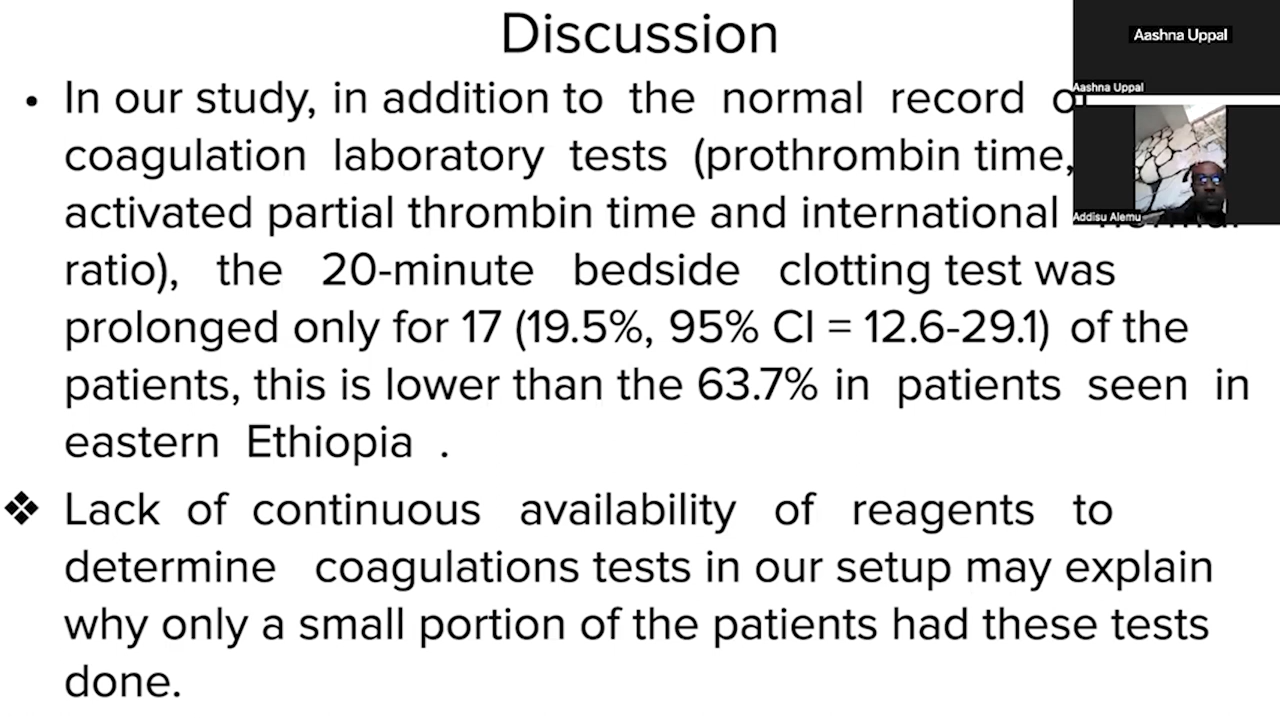 Discussion
• In our study, in addition to the normal record of
coagulation laboratory tests (prothrombin time,
activated partial thrombin time and international normal
ratio), the 20-minute bedside clotting test was
prolonged only for 17 (19.5%, 95% CI = 12.6-29.1) of the
patients, this is lower than the 63.7% in patients seen in
eastern Ethiopia .
❖ Lack of continuous availability of reagents to
determine coagulations tests in our setup may explain
why only a small portion of the patients had these tests
done.
Aashna Uppal
Aashna Uppal
Addisu Alemu